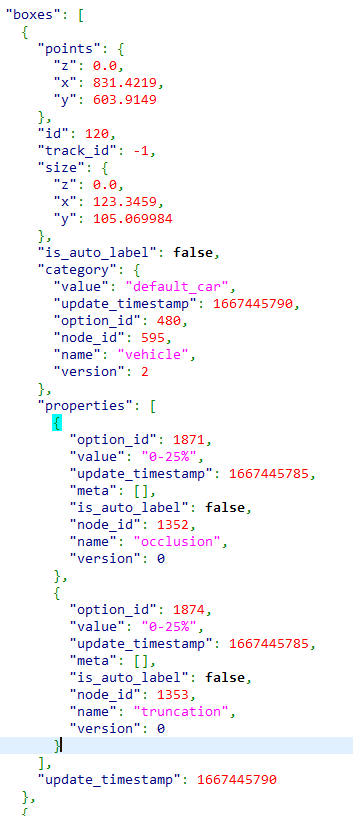 "boxes": [
{
"points": {
"z": 0.0,
"x": 831.4219,
"y": 603.9149
},
"id": 120,
"track_id": -1,
"size": {
"z": 0.0,
"x": 123.3459,
"y": 105.069984
},
"is_auto_label": false,
"category": {
"value": "default_car",
"update_timestamp": 1667445790,
"option_id": 480,
"node_id": 595,
"name": "vehicle",
"version": 2
},
"properties": [
{
"option_id": 1871,
"value": "0-25%",
"update_timestamp": 1667445785,
"meta": [],
"is_auto_label": false,
"node_id": 1352,
"name": "occlusion",
"version": 0
},
{
"option_id": 1874,
"value": "0-25%",
"update_timestamp": 1667445785,
"meta": [],
"is_auto_label": false,
"node_id": 1353,
"name": "truncation",
"version": 0
}
],
"update_timestamp": 1667445790
},
{